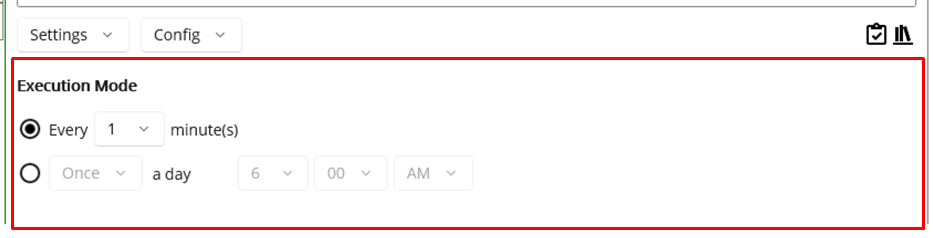 Settings Config
Execution Mode
Every 1 minute(s)
Once a day 6 00 AM